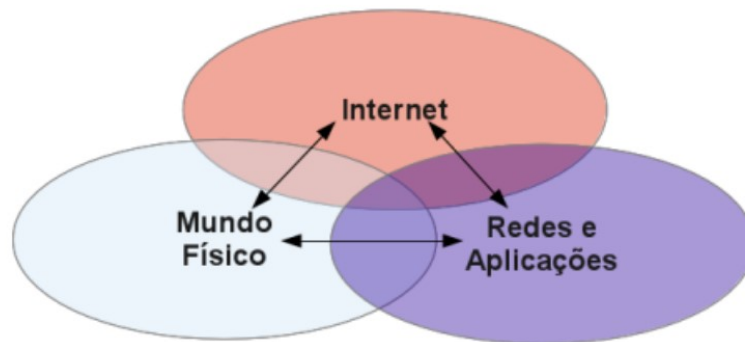 Internet
Mundo
Físico
Redes e
Aplicações